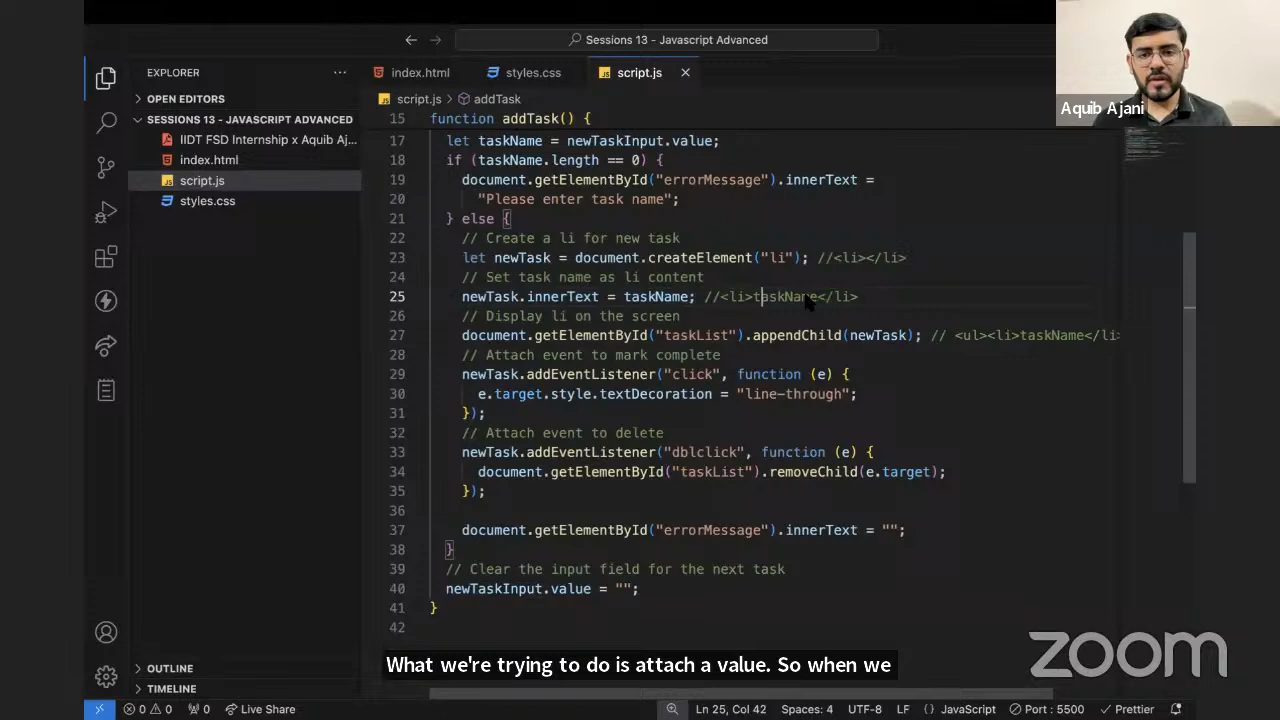 Sessions 13 - Javascript Advanced
Aquib Ajani
EXPLORER
index.html
styles.css
script.js
OPEN EDITORS
script.js > addTask
SESSIONS 13 - JAVASCRIPT ADVANCED
IIDT FSD Internship x Aquib Aj...
index.html
script.js
styles.css
15 function addTask() {
17 let taskName = newTaskInput.value;
18 if (taskName.length == 0) {
19 document.getElementById("errorMessage").innerText =
20 "Please enter task name";
21 } else {
22 // Create a li for new task
23 let newTask = document.createElement("li"); //<li></li>
24 // Set task name as li content
25 newTask.innerText = taskName; //<li>taskName</li>
26 // Display li on the screen
27 document.getElementById("taskList").appendChild(newTask); // <ul><li>taskName</li>
28 // Attach event to mark complete
29 newTask.addEventListener("click", function (e) {
30 e.target.style.textDecoration = "line-through";
31 });
32 // Attach event to delete
33 newTask.addEventListener("dblclick", function (e) {
34 document.getElementById("taskList").removeChild(e.target);
35 });
36
37 document.getElementById("errorMessage").innerText = "";
38 }
39 // Clear the input field for the next task
40 newTaskInput.value = "";
41 }
42
What we're trying to do is attach a value. So when we
zoom
OUTLINE
TIMELINE
0 0 0 Live Share
Ln 25, Col 42 Spaces: 4 UTF-8 LF {} JavaScript Port : 5500 Prettier